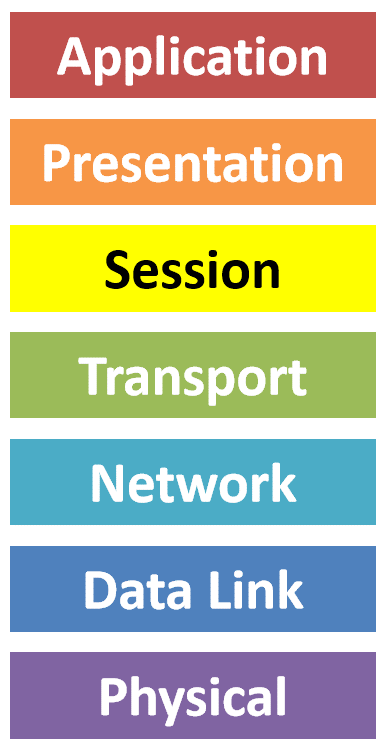 Application
Presentation
Session
Transport
Network
Data Link
Physical